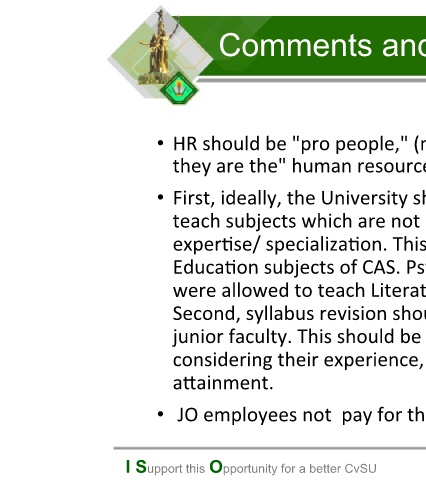 Comments and
• HR should be "pro people," (
they are the" human resourc
• First, ideally, the University s
teach subjects which are not
expertise/ specialization. This
Education subjects of CAS. Ps
were allowed to teach Literat
Second, syllabus revision shou
junior faculty. This should be
considering their experience,
attainment.
• JO employees not pay for th
I Support this Opportunity for a better CvSU